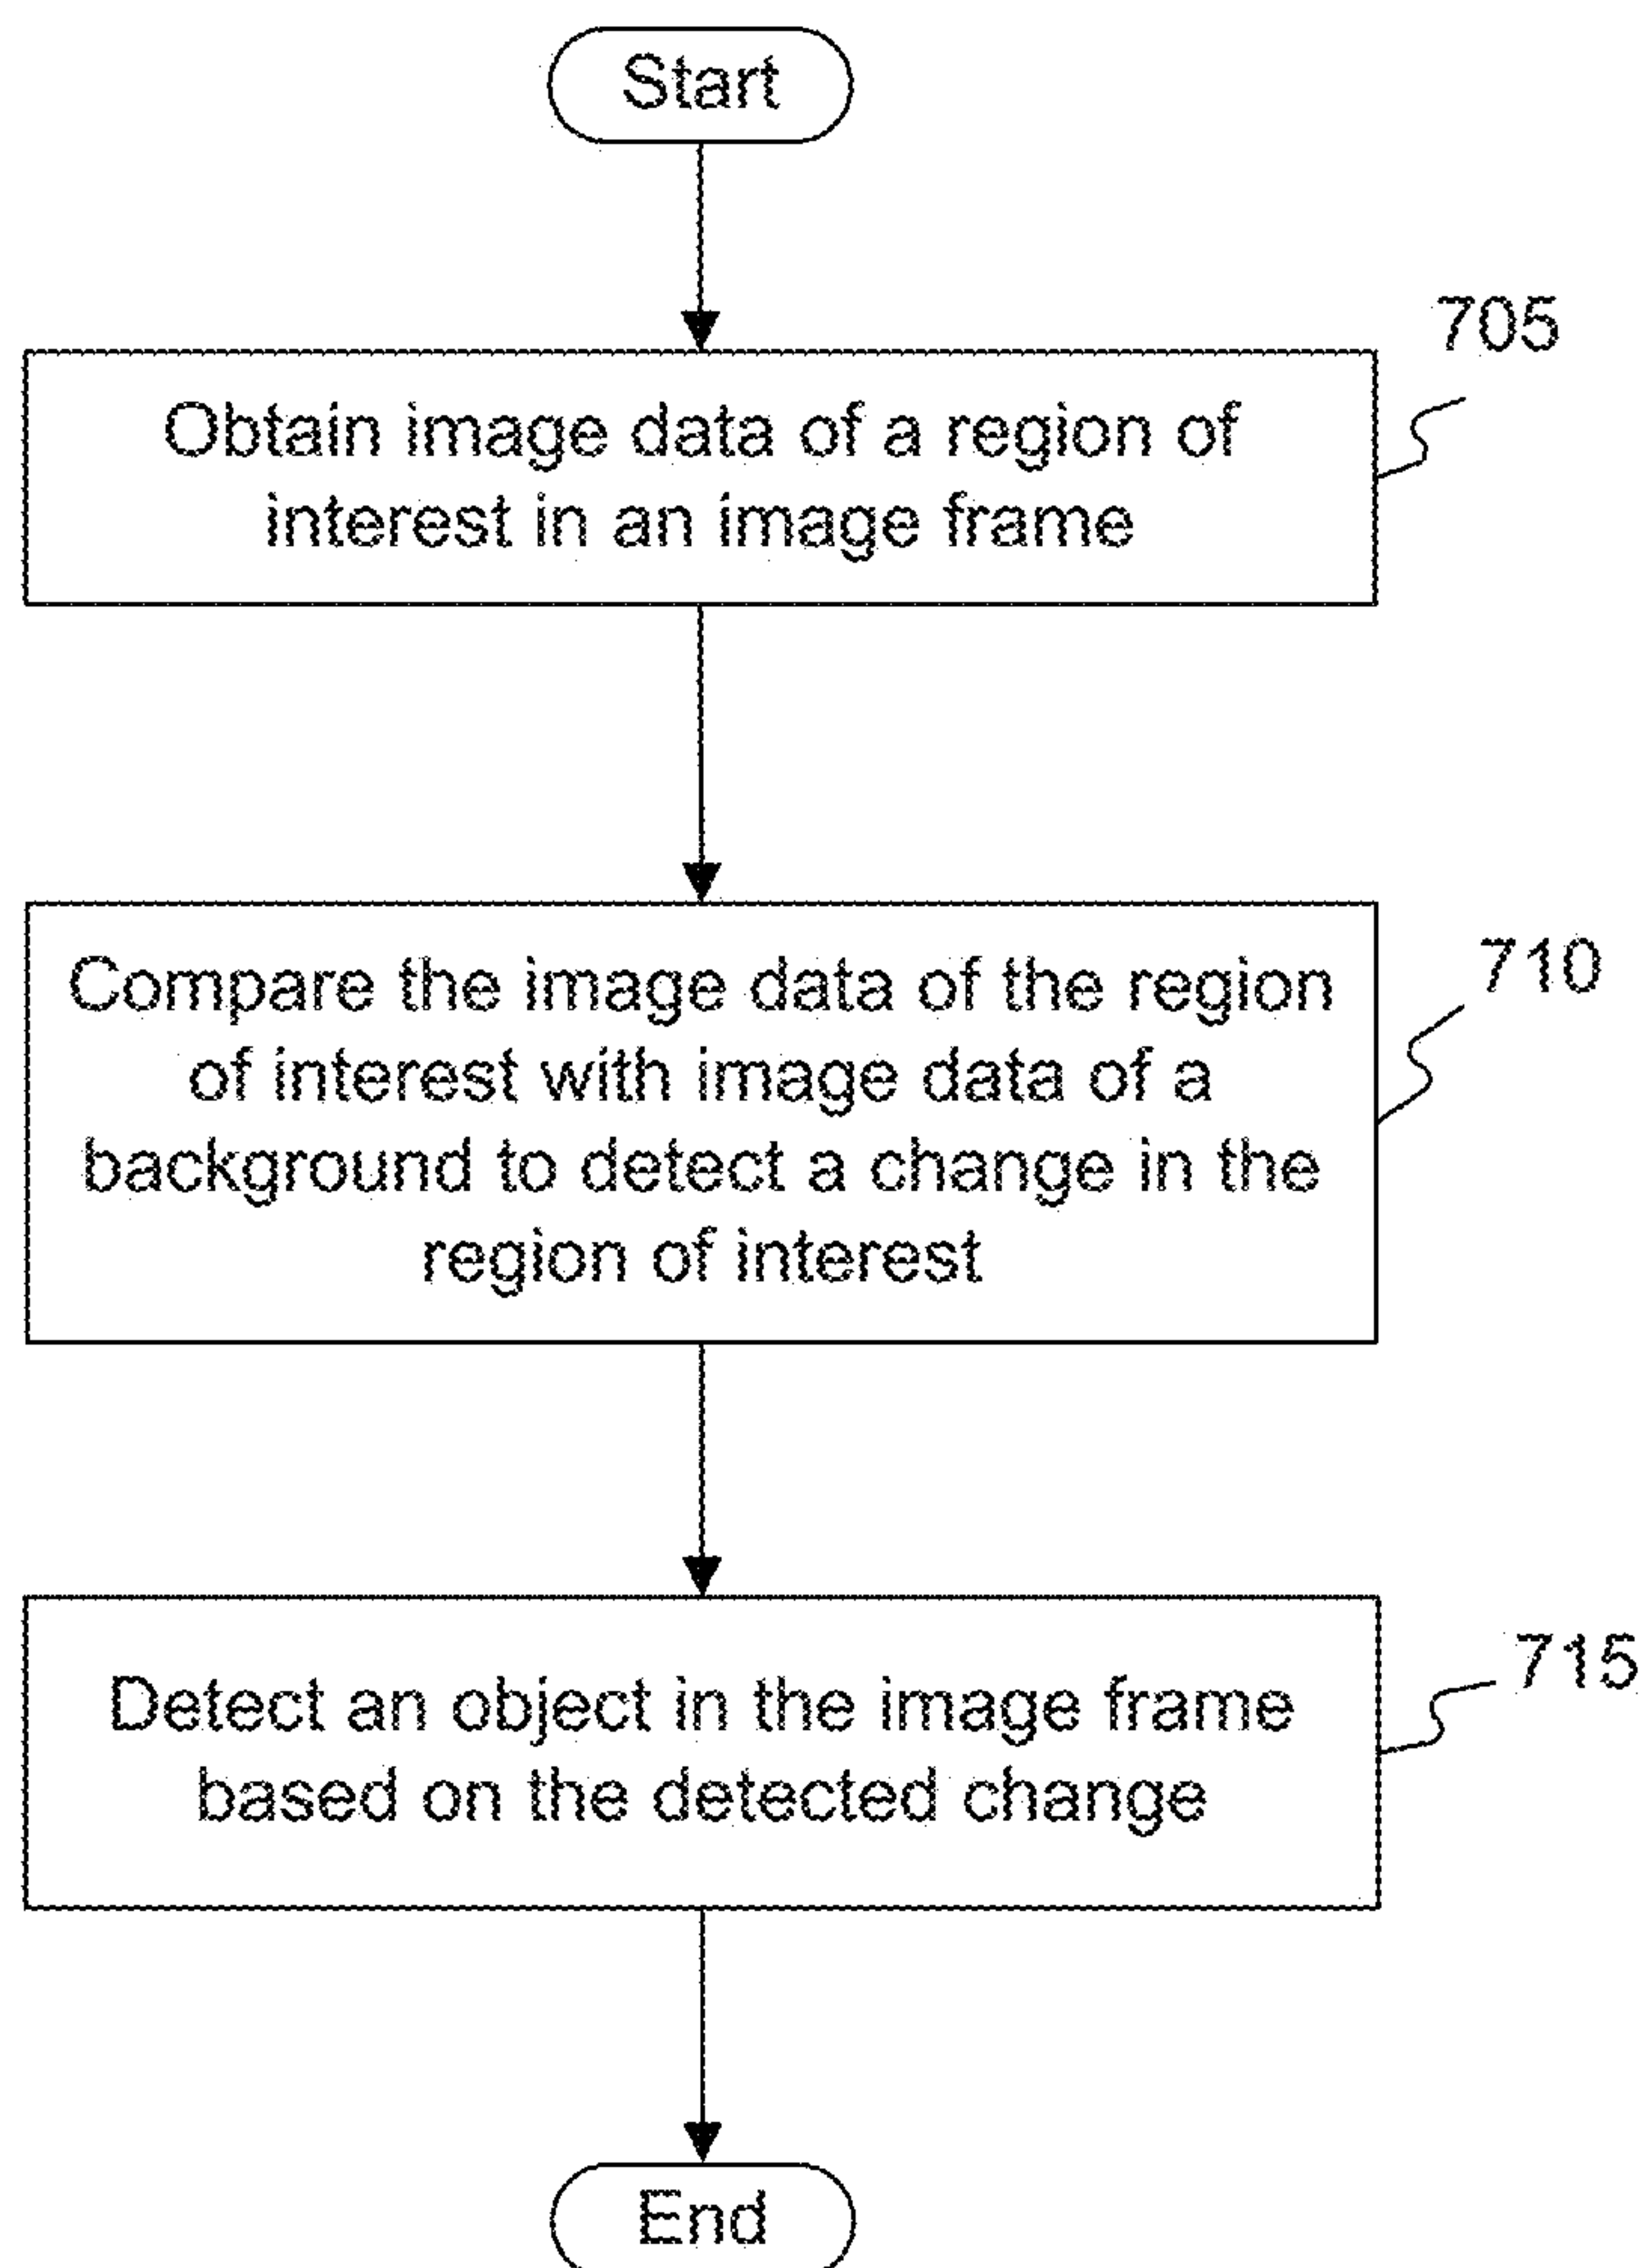 Start
705
Obtain image data of a region of
interest in an image frame
710
Compare the image data of the region
of interest with image data of a
background to detect a change in the
region of interest
715
Detect an object in the image frame
based on the detected change
End